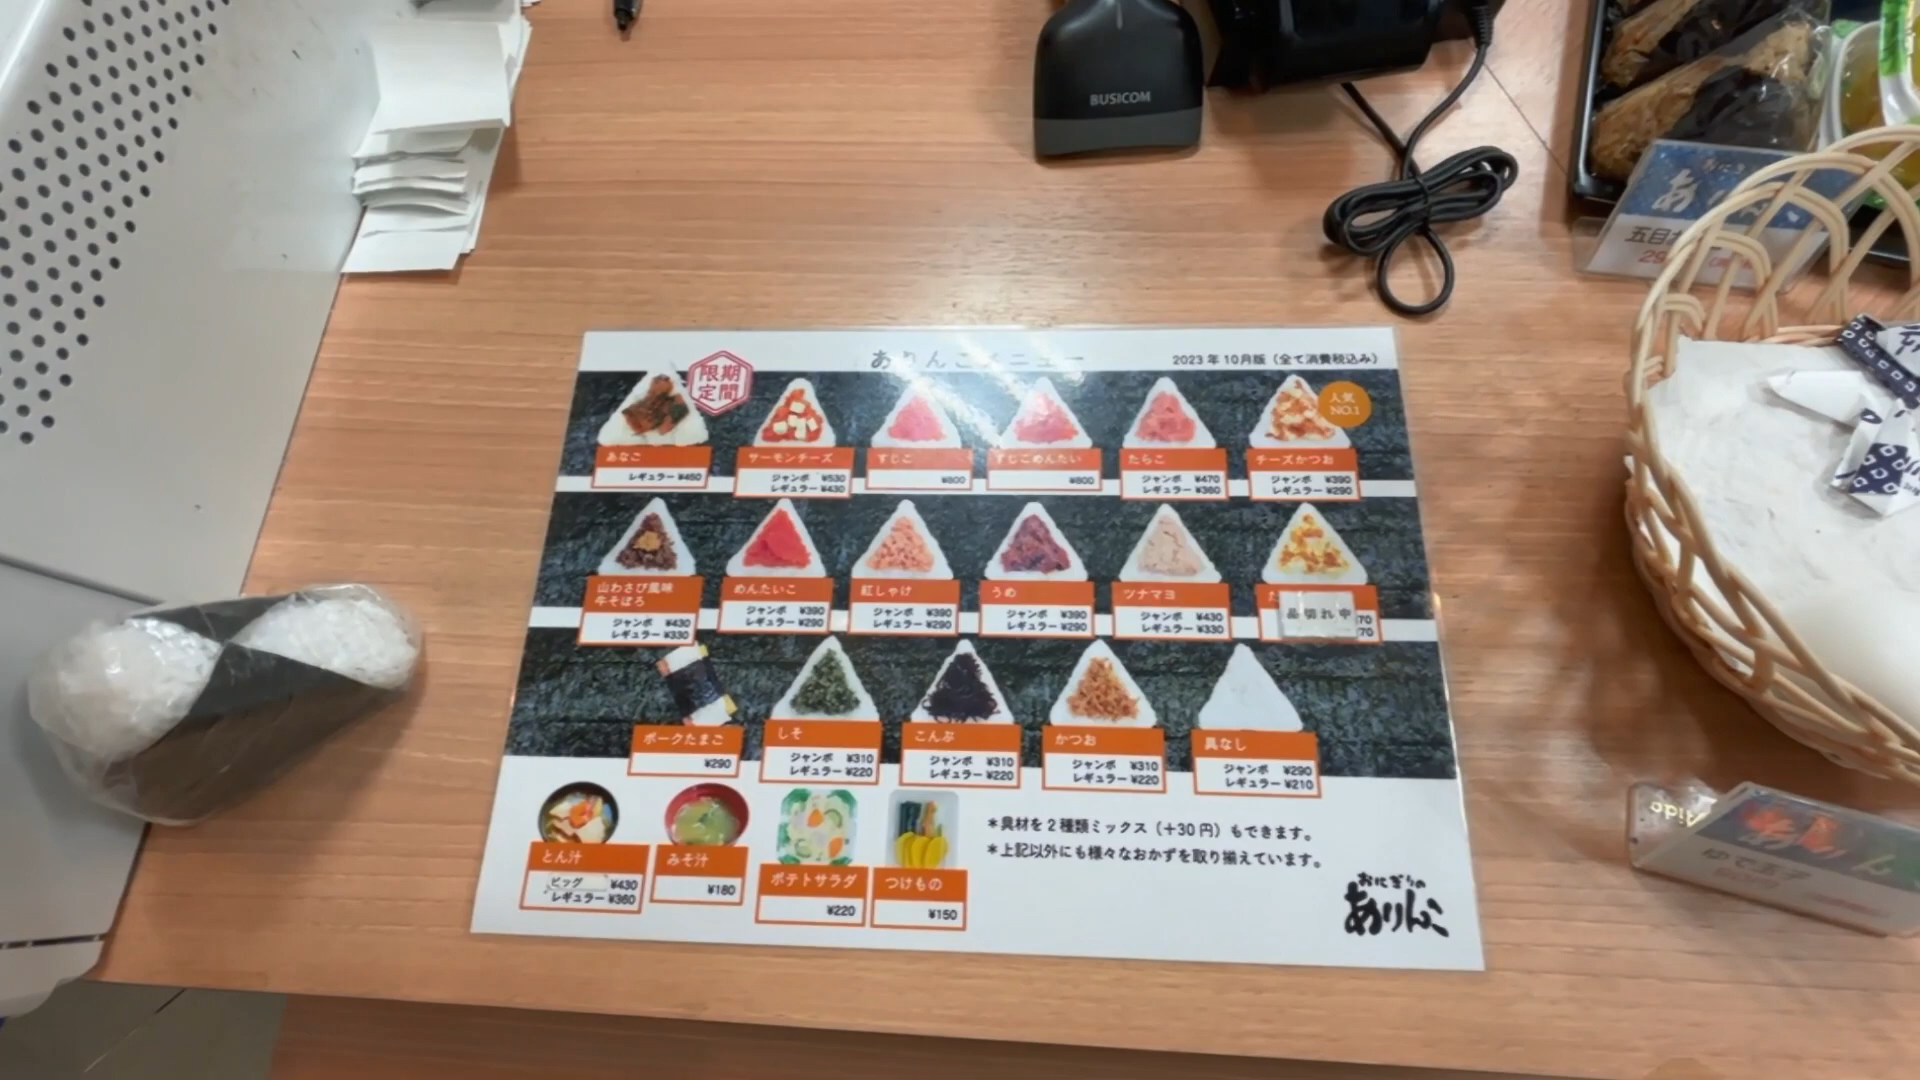 BUSICOM
ありんこメニュー
2023 年 10月版（全て消費税込み）
期間
限定
人気
NO.1
あなご
レギュラー ¥460
サーモンチーズ
ジャンボ ¥530
レギュラー ¥430
すじこ
¥600
すじこめんたい
¥600
たらこ
ジャンボ ¥470
レギュラー ¥360
チーズかつお
ジャンボ ¥390
レギュラー ¥290
山わさび風味
牛そぼろ
ジャンボ ¥430
レギュラー ¥330
めんたいこ
ジャンボ ¥390
レギュラー ¥290
紅しゃけ
ジャンボ ¥390
レギュラー ¥290
うめ
ジャンボ ¥390
レギュラー ¥290
ツナマヨ
ジャンボ ¥430
レギュラー ¥330
品切れ中
70
70
ポークたまご
¥290
しそ
ジャンボ ¥310
レギュラー ¥220
こんぶ
ジャンボ ¥310
レギュラー ¥220
かつお
ジャンボ ¥310
レギュラー ¥220
具なし
ジャンボ ¥290
レギュラー ¥210
とん汁
ビッグ ¥430
レギュラー ¥360
みそ汁
¥180
ポテトサラダ
¥220
つけもの
¥150
＊具材を2種類ミックス（＋30 円）もできます。
＊上記以外にも様々なおかずを取り揃えています。
おにぎりの
ありんこ
五目
ゆで玉子